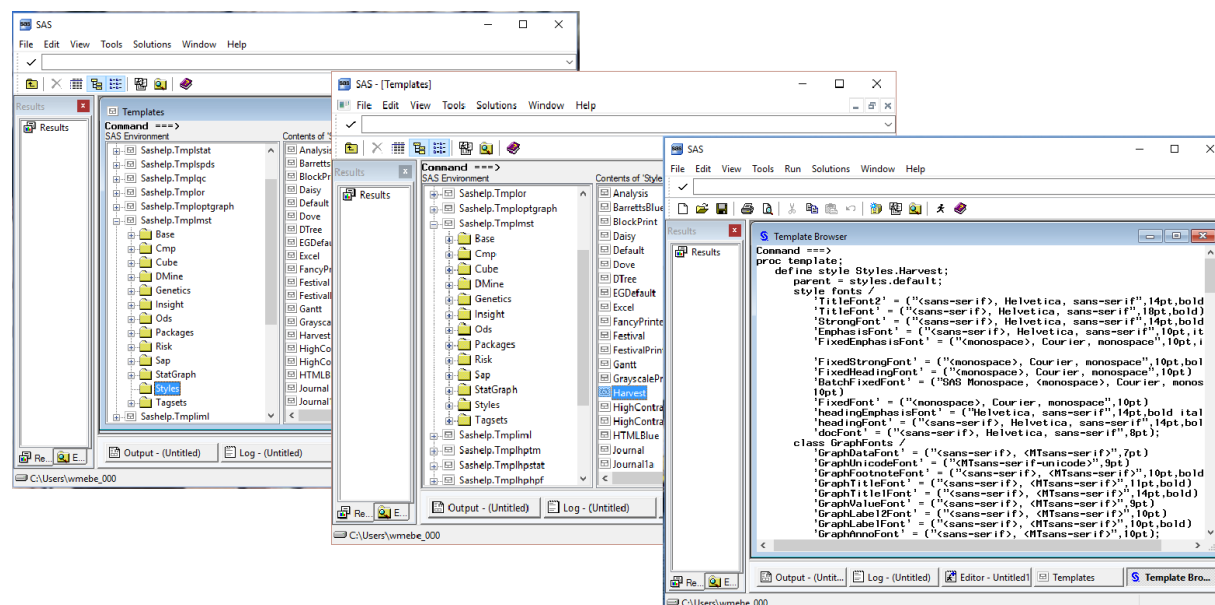 SAS
File Edit View Tools Solutions Window Help
Results
Results
Templates
Command ===>
SAS Environment
Contents of 'S
Sashelp.Tmplstat
Sashelp.Tmplspds
Sashelp.Tmplqc
Sashelp.Tmplor
Sashelp.Tmploptgraph
Sashelp.Tmplmst
Base
Cmp
Cube
DMine
Genetics
Insight
Ods
Packages
Risk
Sap
StatGraph
Styles
Tagsets
Sashelp.Tmpliml
Analysis
Barretts
BlockPr
Daisy
Default
Dove
DTree
EGDefau
Excel
FancyPr
Festival
FestivalI
Gantt
Graysca
Harvest
HighCo
HighCo
HTMLB
Journal
Journal1
Re...
E...
Output - (Untitled)
Log - (Untitled)
C:\Users\wmebe_000
SAS - [Templates]
File Edit View Tools Solutions Window Help
Results
Results
Command ===>
SAS Environment
Contents of 'Style
Sashelp.Tmplor
Sashelp.Tmploptgraph
Sashelp.Tmplmst
Base
Cmp
Cube
DMine
Genetics
Insight
Ods
Packages
Risk
Sap
StatGraph
Styles
Tagsets
Sashelp.Tmpliml
Sashelp.Tmplhptm
Sashelp.Tmplhpstat
Sashelp.Tmplhphpf
Analysis
BarrettsBlue
BlockPrint
Daisy
Default
Dove
DTree
EGDefault
Excel
FancyPrinte
Festival
FestivalPrin
Gantt
GrayscalePr
Harvest
HighContra
HighContra
HTMLBlue
Journal
Journal1a
Re...
E...
Output - (Untitled)
Log - (Untitled)
C:\Users\wmebe_000
SAS
File Edit View Tools Run Solutions Window Help
Results
Results
Template Browser
Command ===>
proc template;
define style Styles.Harvest;
parent = styles.default;
style fonts /
'TitleFont2' = ("<sans-serif>, Helvetica, sans-serif",14pt,bold
'TitleFont' = ("<sans-serif>, Helvetica, sans-serif",18pt,bold)
'StrongFont' = ("<sans-serif>, Helvetica, sans-serif",14pt,bold
'EmphasisFont' = ("<sans-serif>, Helvetica, sans-serif",10pt,it
'FixedEmphasisFont' = ("<monospace>, Courier, monospace",10pt,i
'FixedStrongFont' = ("<monospace>, Courier, monospace",10pt,bol
'FixedHeadingFont' = ("<monospace>, Courier, monospace",10pt)
'BatchFixedFont' = ("SAS Monospace, <monospace>, Courier, monos
10pt)
'FixedFont' = ("<monospace>, Courier, monospace",10pt)
'headingEmphasisFont' = ("Helvetica, sans-serif",14pt,bold ital
'headingFont' = ("<sans-serif>, Helvetica, sans-serif",14pt,bol
'docFont' = ("<sans-serif>, Helvetica, sans-serif",8pt);
class GraphFonts /
'GraphDataFont' = ("<sans-serif>, <MTsans-serif>",7pt)
'GraphUnicodeFont' = ("<MTsans-serif-unicode>",9pt)
'GraphFootnoteFont' = ("<sans-serif>, <MTsans-serif>",10pt,bold
'GraphTitleFont' = ("<sans-serif>, <MTsans-serif>",11pt,bold)
'GraphTitle1Font' = ("<sans-serif>, <MTsans-serif>",14pt,bold)
'GraphValueFont' = ("<sans-serif>, <MTsans-serif>",9pt)
'GraphLabel2Font' = ("<sans-serif>, <MTsans-serif>",10pt)
'GraphLabelFont' = ("<sans-serif>, <MTsans-serif>",10pt,bold)
'GraphAnnoFont' = ("<sans-serif>, <MTsans-serif>",10pt);
Re...
E...
Output - (Untit...
Log - (Untitled)
Editor - Untitled1
Templates
Template Bro...
C:\Users\wmebe_000